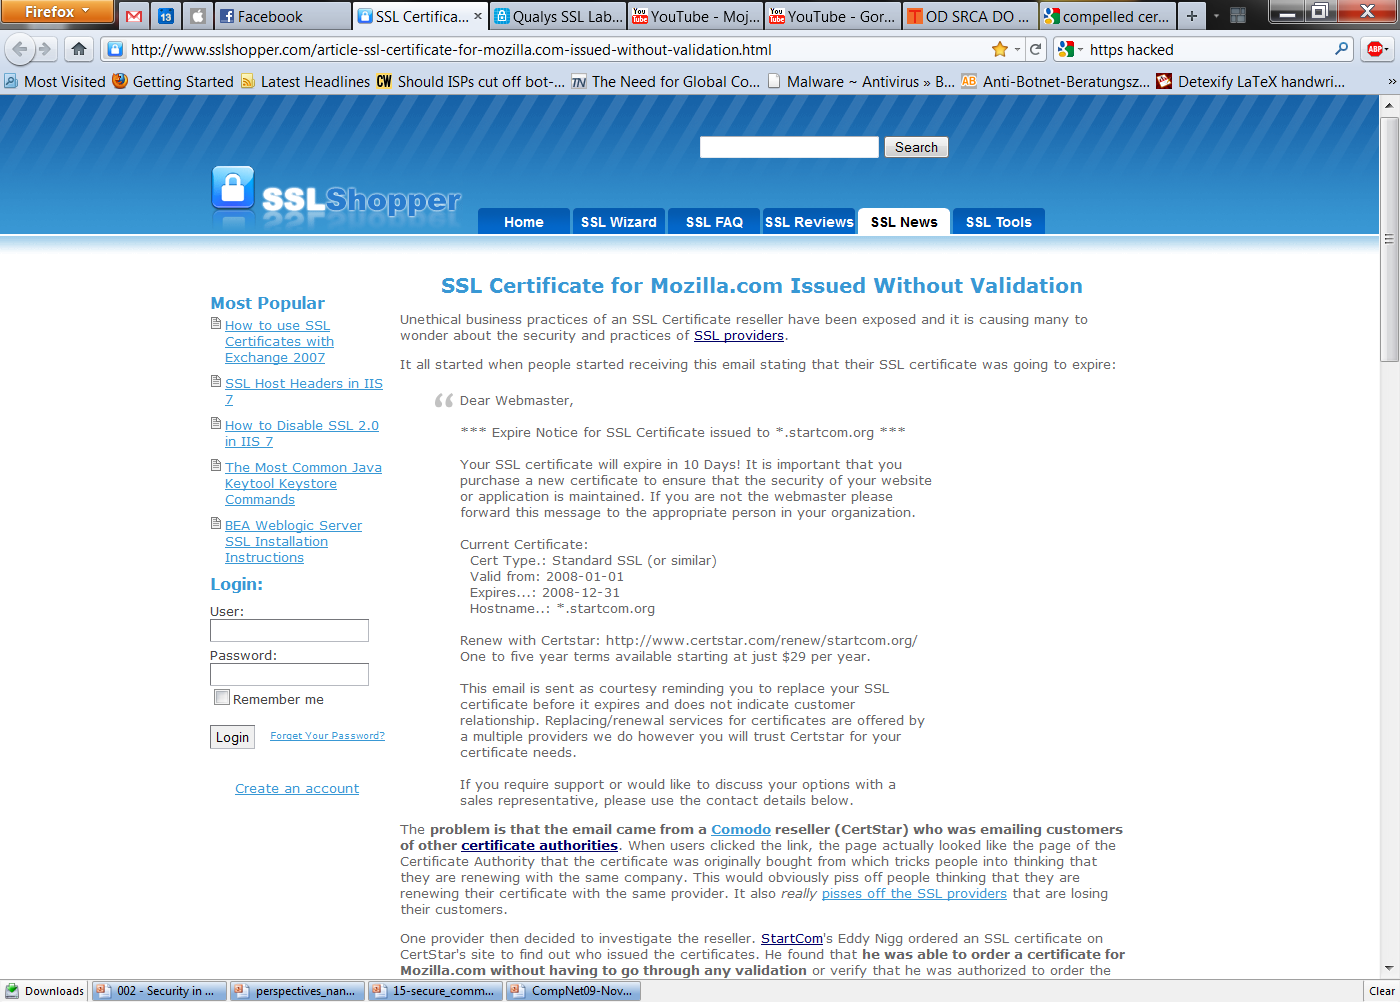 Firefox
13
Facebook
SSL Certifica...
Qualys SSL Lab...
YouTube - Moj...
YouTube - Gor...
OD SRCA DO ...
compelled cer...
http://www.sslshopper.com/article-ssl-certificate-for-mozilla.com-issued-without-validation.html
https hacked
ABP
Most Visited
Getting Started
Latest Headlines
CW Should ISPs cut off bot-...
TN The Need for Global Co...
Malware ~ Antivirus » B...
AB Anti-Botnet-Beratungsz...
Detexify LaTeX handwri...
»
Search
SSLShopper
Home
SSL Wizard
SSL FAQ
SSL Reviews
SSL News
SSL Tools
Most Popular
How to use SSL
Certificates with
Exchange 2007
SSL Host Headers in IIS
7
How to Disable SSL 2.0
in IIS 7
The Most Common Java
Keytool Keystore
Commands
BEA Weblogic Server
SSL Installation
Instructions
Login:
User:
Password:
Remember me
Login
Forget Your Password?
Create an account
SSL Certificate for Mozilla.com Issued Without Validation
Unethical business practices of an SSL Certificate reseller have been exposed and it is causing many to
wonder about the security and practices of SSL providers.
It all started when people started receiving this email stating that their SSL certificate was going to expire:
“ Dear Webmaster,
*** Expire Notice for SSL Certificate issued to *.startcom.org ***
Your SSL certificate will expire in 10 Days! It is important that you
purchase a new certificate to ensure that the security of your website
or application is maintained. If you are not the webmaster please
forward this message to the appropriate person in your organization.
Current Certificate:
Cert Type.: Standard SSL (or similar)
Valid from: 2008-01-01
Expires...: 2008-12-31
Hostname..: *.startcom.org
Renew with Certstar: http://www.certstar.com/renew/startcom.org/
One to five year terms available starting at just $29 per year.
This email is sent as courtesy reminding you to replace your SSL
certificate before it expires and does not indicate customer
relationship. Replacing/renewal services for certificates are offered by
a multiple providers we do however you will trust Certstar for your
certificate needs.
If you require support or would like to discuss your options with a
sales representative, please use the contact details below.
The problem is that the email came from a Comodo reseller (CertStar) who was emailing customers
of other certificate authorities. When users clicked the link, the page actually looked like the page of the
Certificate Authority that the certificate was originally bought from which tricks people into thinking that
they are renewing with the same company. This would obviously piss off people thinking that they are
renewing their certificate with the same provider. It also really pisses off the SSL providers that are losing
their customers.
One provider then decided to investigate the reseller. StartCom's Eddy Nigg ordered an SSL certificate on
CertStar's site to find out who issued the certificates. He found that he was able to order a certificate for
Mozilla.com without having to go through any validation or verify that he was authorized to order the
Downloads
002 - Security in ...
perspectives_nan...
15-secure_comm...
CompNet09-Nov...
Clear